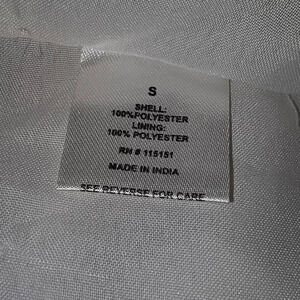 S
SHELL:
100%POLYESTER
LINING:
100% POLYESTER
RN # 115151
MADE IN INDIA
SEE REVERSE FOR CARE